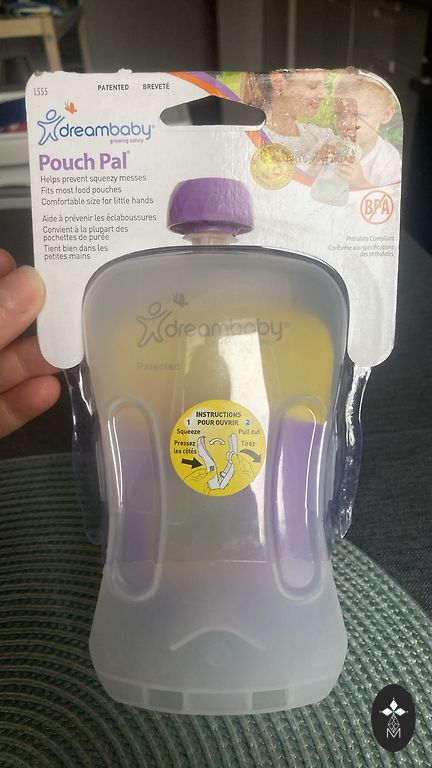 L555
PATENTED BREVETÉ
dreambaby®
growing safely
Pouch Pal®
Helps prevent squeezy messes
Fits most food pouches
Comfortable size for little hands
Aide à prévenir les éclaboussures
Convient à la plupart des
pochettes de purée
Tient bien dans les
petites mains
BPA
Phthalate Compliant
Conforme aux spécifications
des phthalates
dreambaby®
Patented
INSTRUCTIONS
1 POUR OUVRIR 2
Squeeze Pull out
Pressez Tirez
les côtés
M